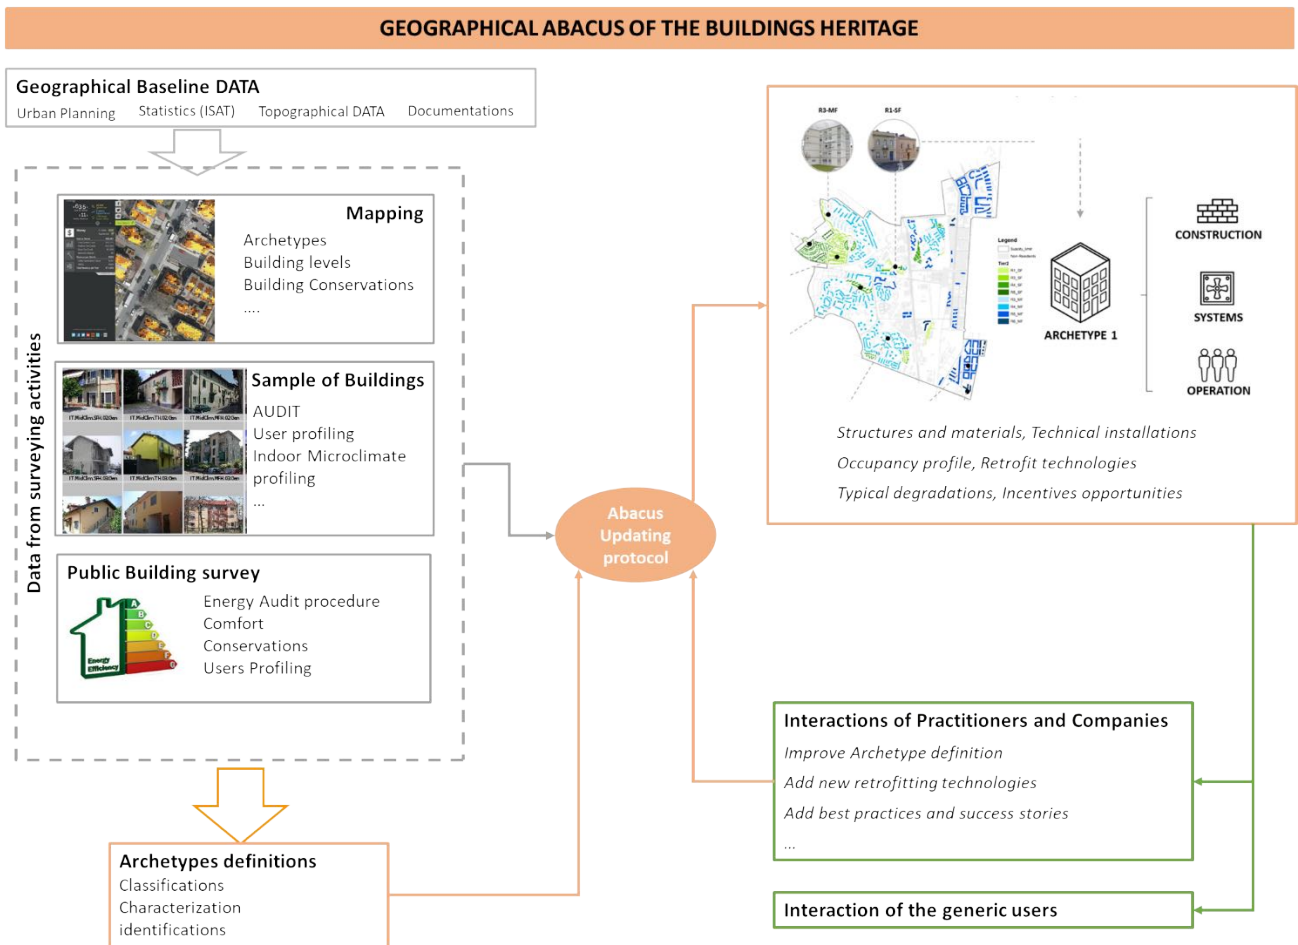 GEOGRAPHICAL ABACUS OF THE BUILDINGS HERITAGE
Geographical Baseline DATA
Urban Planning Statistics (ISAT) Topographical DATA Documentations
Data from surveying activities
Mapping
Archetypes
Building levels
Building Conservations
....
Sample of Buildings
AUDIT
User profiling
Indoor Microclimate
profiling
...
Public Building survey
Energy Audit procedure
Comfort
Conservations
Users Profiling
A
B
C
D
E
F
G
Energy
Efficiency
Archetypes definitions
Classifications
Characterization
identifications
Abacus
Updating
protocol
R3-MF R1-SF
Legend
ARCHETYPE 1
CONSTRUCTION
SYSTEMS
OPERATION
Structures and materials, Technical installations
Occupancy profile, Retrofit technologies
Typical degradations, Incentives opportunities
Interactions of Practitioners and Companies
Improve Archetype definition
Add new retrofitting technologies
Add best practices and success stories
...
Interaction of the generic users